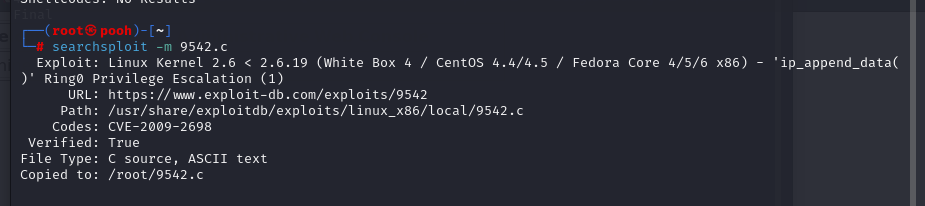 Shellcodes: No Results
Final
┌──(root㉿pooh)-[~]
└─# searchsploit -m 9542.c
Exploit: Linux Kernel 2.6 < 2.6.19 (White Box 4 / CentOS 4.4/4.5 / Fedora Core 4/5/6 x86) - 'ip_append_data(
)' Ring0 Privilege Escalation (1)
URL: https://www.exploit-db.com/exploits/9542
Path: /usr/share/exploitdb/exploits/linux_x86/local/9542.c
Codes: CVE-2009-2698
Verified: True
File Type: C source, ASCII text
Copied to: /root/9542.c